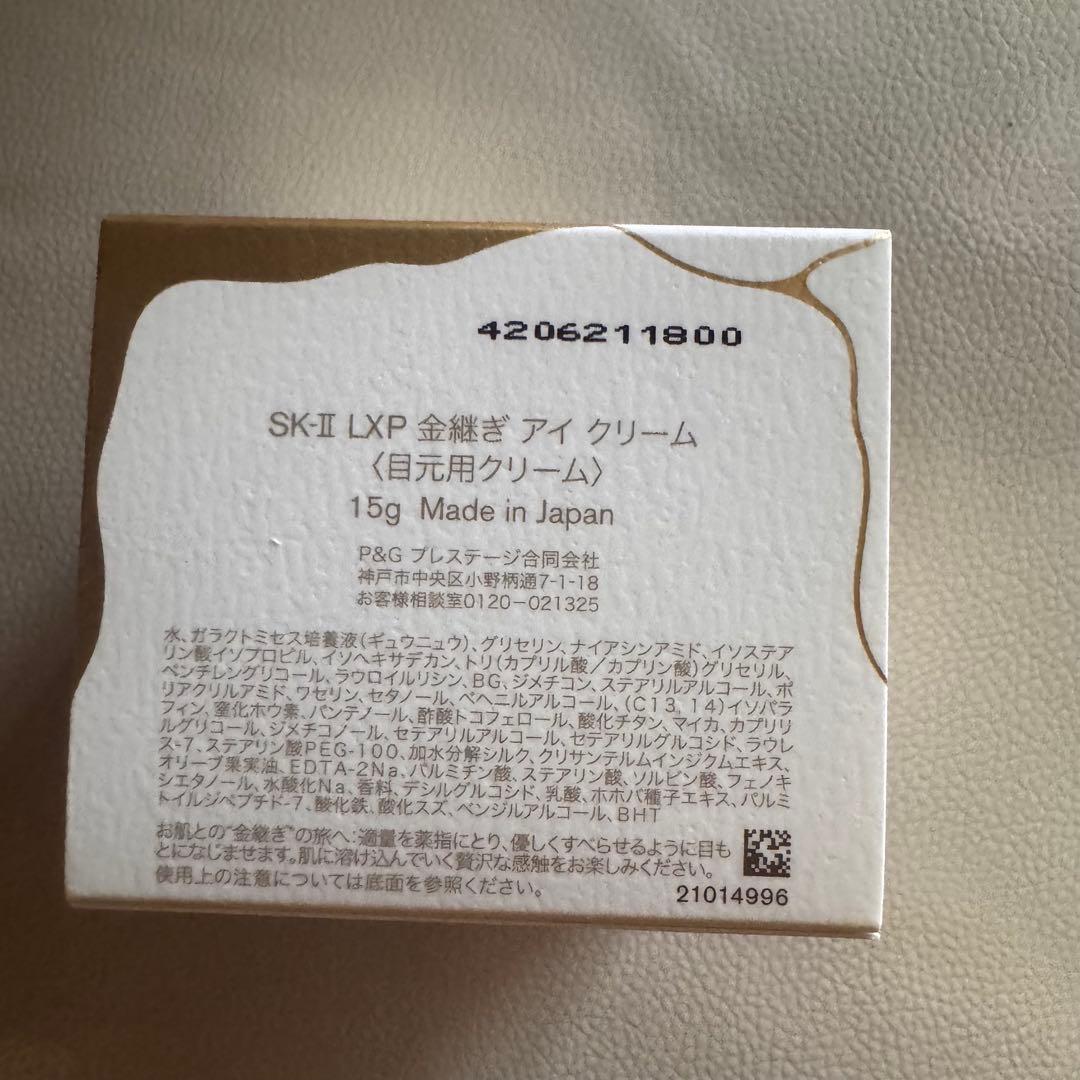 4206211800
SK-II LXP 金継ぎ アイ クリーム
〈目元用クリーム〉
15g Made in Japan
P&G プレステージ合同会社
神戸市中央区小野柄通7-1-18
お客様相談室0120-021325
水、ガラクトミセス培養液(ギュウニュウ)、グリセリン、ナイアシンアミド、イソステア
リン酸イソプロピル、イソヘキサデカン、トリ(カプリル酸/カプリン酸)グリセリル、
ペンチレングリコール、ラウロイルリシン、BG、ジメチコン、ステアリルアルコール、ポ
リアクリルアミド、ワセリン、セタノール、ベヘニルアルコール、(C13,14)イソパラ
フィン、窒化ホウ素、パンテノール、酢酸トコフェロール、酸化チタン、マイカ、カプリリ
ルグリコール、ジメチコノール、セテアリルアルコール、セテアリルグルコシド、ラウレ
ス-7、ステアリン酸PEG-100、加水分解シルク、クリサンテルムインジクムエキス、
オリーブ果実油、EDTA-2Na、パルミチン酸、ステアリン酸、ソルビン酸、フェノキ
シエタノール、水酸化Na、香料、デシルグルコシド、乳酸、ホホバ種子エキス、パルミ
トイルジペプチド-7、酸化鉄、酸化スズ、ベンジルアルコール、BHT
お肌との"金継ぎ"の旅へ:適量を薬指にとり、優しくすべらせるように目も
とになじませます。肌に溶け込んでいく贅沢な感触をお楽しみください。
使用上の注意については底面を参照ください。
21014996